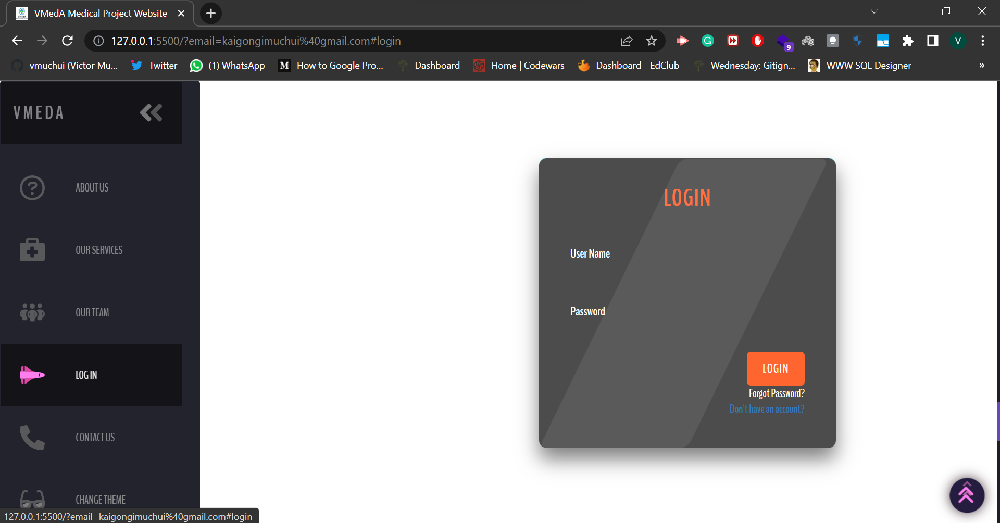 VMedA Medical Project Website
127.0.0.1:5500/?email=kaigongimuchui%40gmail.com#login
9
V
vmuchui (Victor Mu...
Twitter
(1) WhatsApp
How to Google Pro...
Dashboard
Home | Codewars
Dashboard - EdClub
Wednesday: Gitign...
WWW SQL Designer
»
VMEDA
ABOUT US
OUR SERVICES
OUR TEAM
LOG IN
CONTACT US
CHANGE THEME
LOGIN
User Name
Password
LOGIN
Forgot Password?
Don't have an account?
127.0.0.1:5500/?email=kaigongimuchui%40gmail.com#login